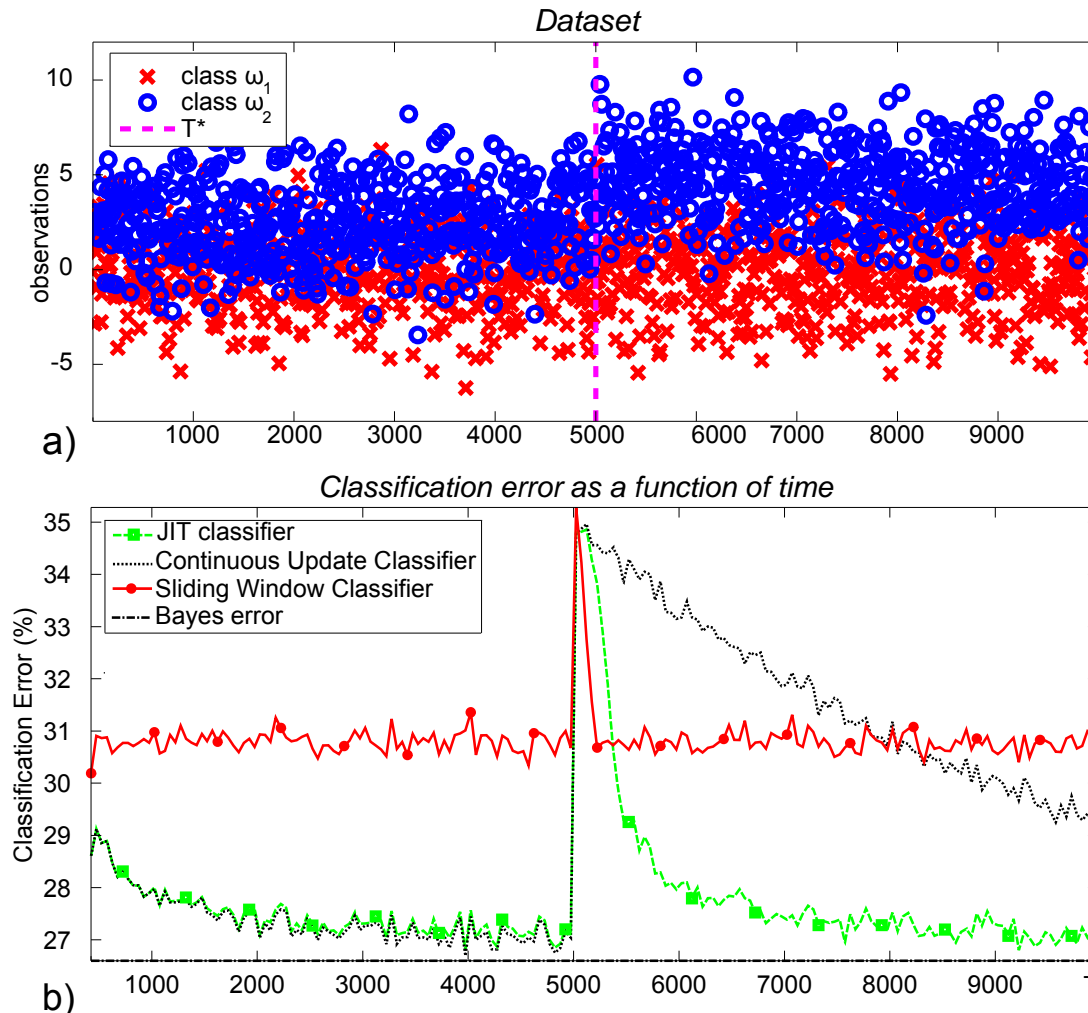 Dataset
10
5
0
-5
observations
class ω1
class ω2
T*
1000 2000 3000 4000 5000 6000 7000 8000 9000
a)
Classification error as a function of time
35
34
33
32
31
30
29
28
27
Classification Error (%)
JIT classifier
Continuous Update Classifier
Sliding Window Classifier
Bayes error
1000 2000 3000 4000 5000 6000 7000 8000 9000
b)